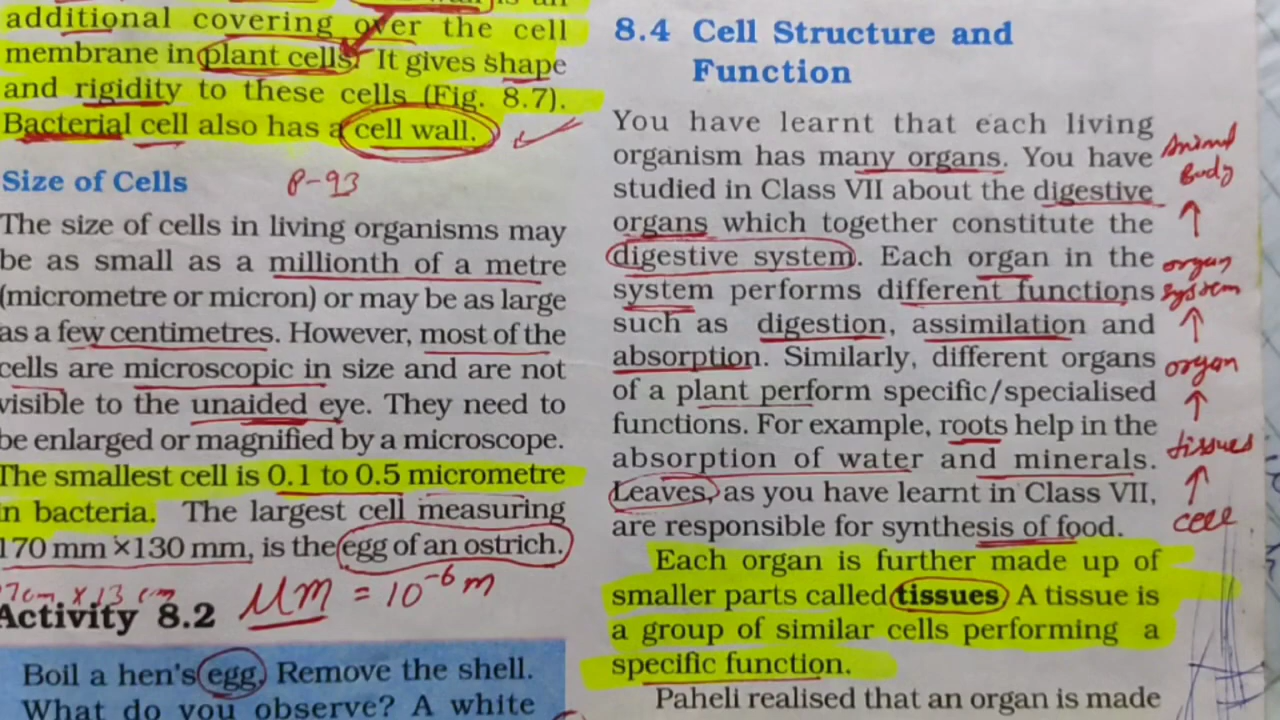 additional covering over the cell
membrane in plant cells. It gives shape
and rigidity to these cells (Fig. 8.7).
Bacterial cell also has a cell wall.
Size of Cells
P-93
The size of cells in living organisms may
be as small as a millionth of a metre
(micrometre or micron) or may be as large
as a few centimetres. However, most of the
cells are microscopic in size and are not
visible to the unaided eye. They need to
be enlarged or magnified by a microscope.
The smallest cell is 0.1 to 0.5 micrometre
in bacteria. The largest cell measuring
170 mm ×130 mm, is the egg of an ostrich.
7cm × 13 cm
μm = 10⁻⁶ m
Activity 8.2
Boil a hen's egg. Remove the shell.
What do you observe? A white
8.4 Cell Structure and
Function
You have learnt that each living
organism has many organs. You have
studied in Class VII about the digestive
organs which together constitute the
digestive system. Each organ in the
system performs different functions
such as digestion, assimilation and
absorption. Similarly, different organs
of a plant perform specific/specialised
functions. For example, roots help in the
absorption of water and minerals.
Leaves, as you have learnt in Class VII,
are responsible for synthesis of food.
Each organ is further made up of
smaller parts called tissues. A tissue is
a group of similar cells performing a
specific function.
Paheli realised that an organ is made
Animal
Body
↑
organ
system
↑
organ
↑
tissues
↑
cell